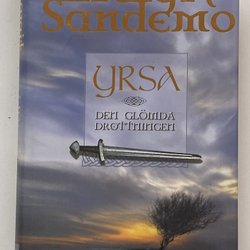 Sandemo
YRSA
DEN GLÖMDA
DROTTNINGEN